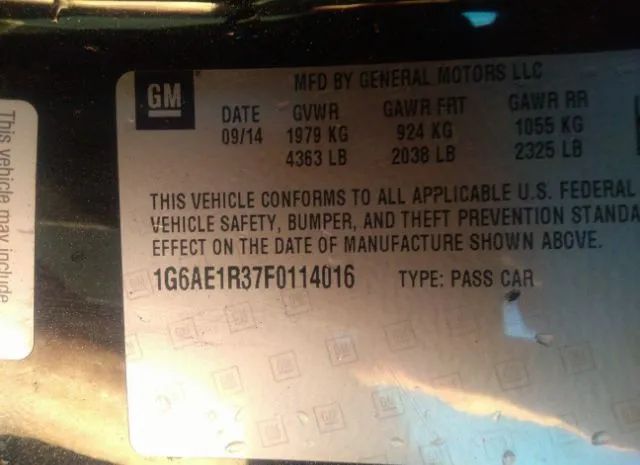 This vehicle may include
GM
MFD BY GENERAL MOTORS LLC
DATE GVWR GAWR FRT GAWR RR
09/14 1979 KG 924 KG 1055 KG
4363 LB 2038 LB 2325 LB
THIS VEHICLE CONFORMS TO ALL APPLICABLE U.S. FEDERAL
VEHICLE SAFETY, BUMPER, AND THEFT PREVENTION STANDA
EFFECT ON THE DATE OF MANUFACTURE SHOWN ABOVE.
1G6AE1R37F0114016 TYPE: PASS CAR